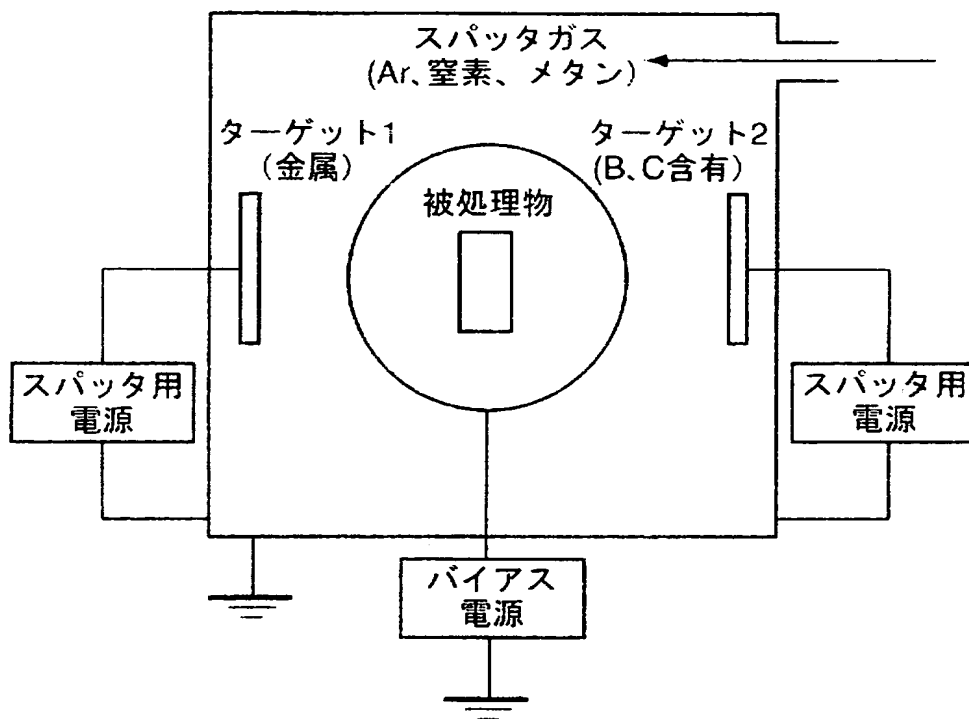 スパッタガス
(Ar、窒素、メタン)
ターゲット1
(金属)
ターゲット2
(B、C含有)
被処理物
スパッタ用
電源
スパッタ用
電源
バイアス
電源